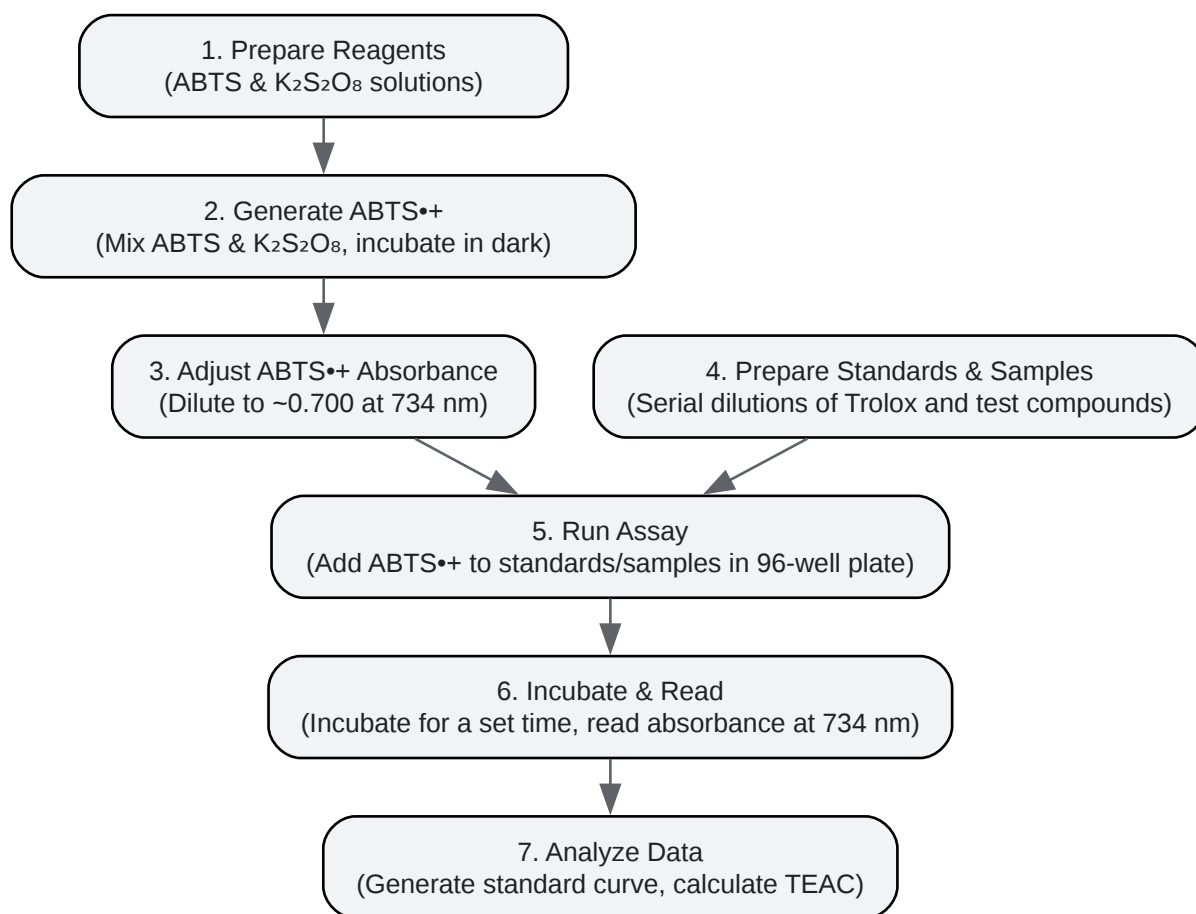 1. Prepare Reagents
(ABTS & K₂S₂O₈ solutions)
2. Generate ABTS•+
(Mix ABTS & K₂S₂O₈, incubate in dark)
3. Adjust ABTS•+ Absorbance
(Dilute to ~0.700 at 734 nm)
4. Prepare Standards & Samples
(Serial dilutions of Trolox and test compounds)
5. Run Assay
(Add ABTS•+ to standards/samples in 96-well plate)
6. Incubate & Read
(Incubate for a set time, read absorbance at 734 nm)
7. Analyze Data
(Generate standard curve, calculate TEAC)